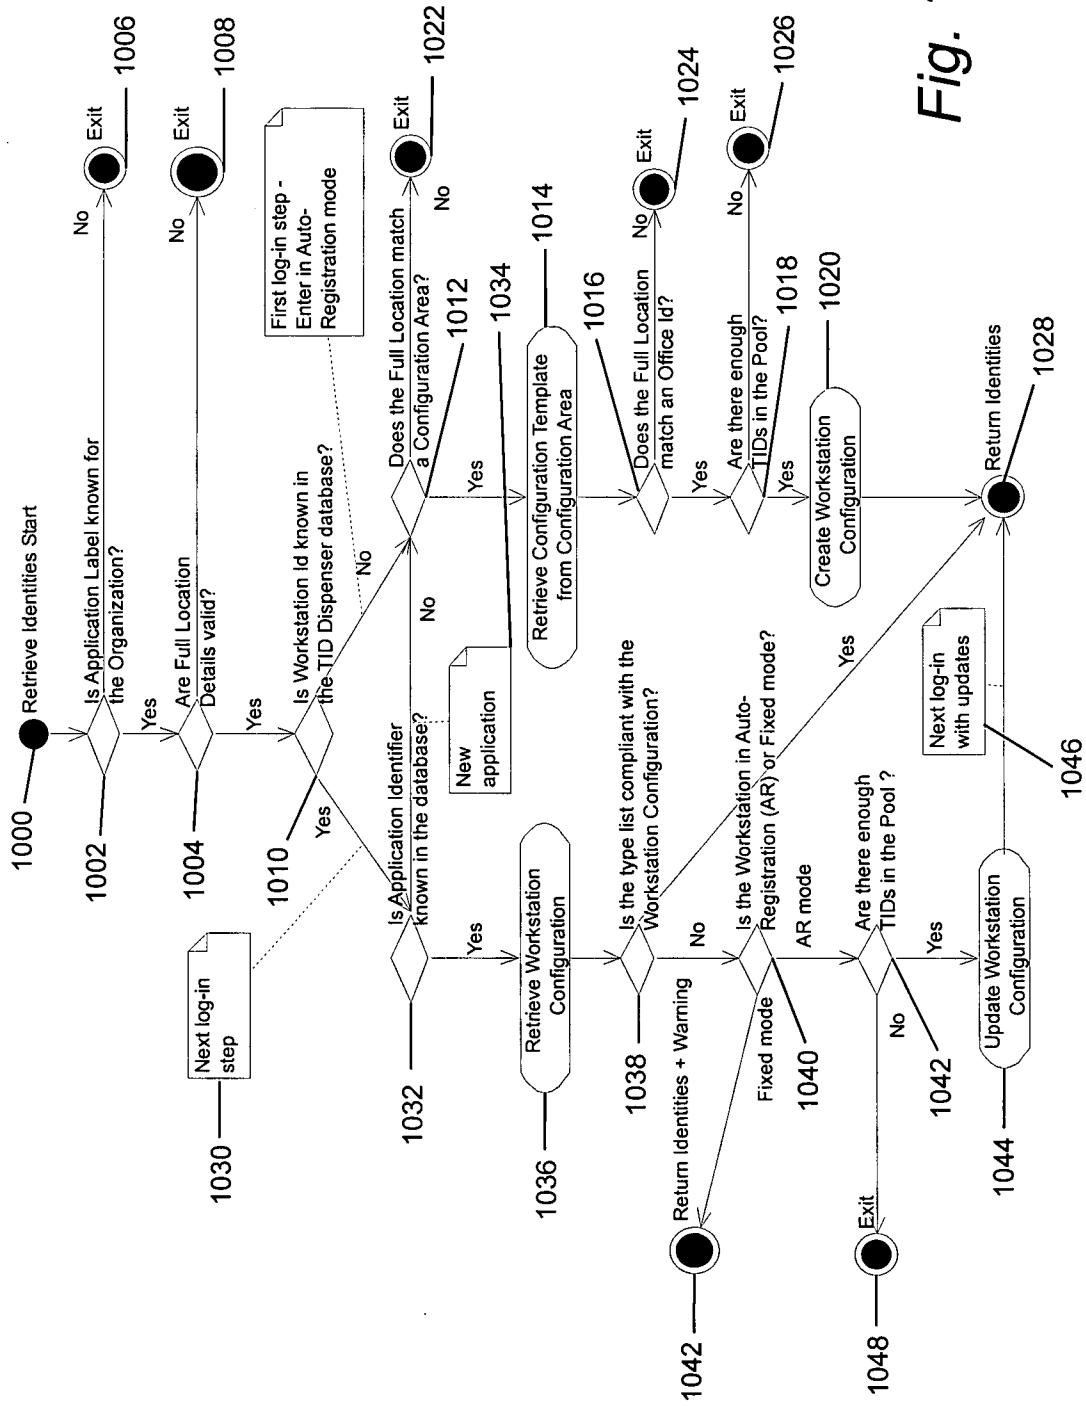 1000
Retrieve Identities Start
1002
Is Application Label known for
the Organization?
No
Exit
1006
Yes
1004
Are Full Location
Details valid?
No
Exit
1008
Yes
1010
Is Workstation Id known in
the TID Dispenser database?
First log-in step -
Enter in Auto-
Registration mode
1030
Next log-in
step
Yes
No
1032
Is Application Identifier
known in the database?
No
Does the Full Location match
a Configuration Area?
No
Exit
1022
1012
New
application
1034
Yes
Yes
1036
Retrieve Workstation
Configuration
Retrieve Configuration Template
from Configuration Area
1014
1038
Is the type list compliant with the
Workstation Configuration?
1016
Does the Full Location
match an Office Id?
No
Exit
1024
No
Yes
Yes
1042
Return Identities + Warning
Fixed mode
1040
Is the Workstation in Auto-
Registration (AR) or Fixed mode?
AR mode
Are there enough
TIDs in the Pool?
No
Exit
1026
1018
Yes
Create Workstation
Configuration
1020
1048
Exit
No
1042
Are there enough
TIDs in the Pool ?
Yes
1044
Update Workstation
Configuration
Next log-in
with updates
1046
Return Identities
1028
Fig.